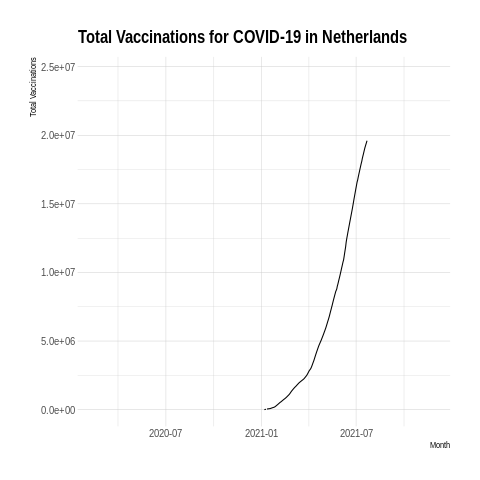 Total Vaccinations for COVID-19 in Netherlands
Total Vaccinations
2.5e+07
2.0e+07
1.5e+07
1.0e+07
5.0e+06
0.0e+00
2020-07
2021-01
2021-07
Month